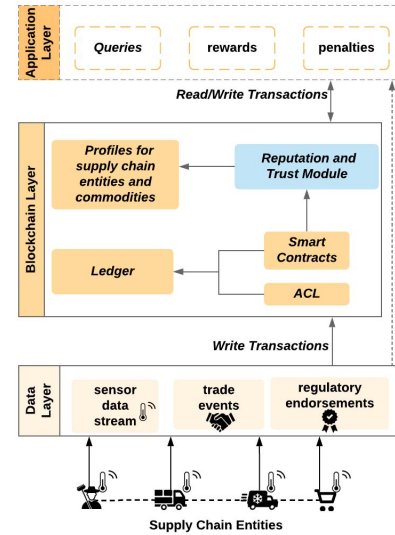 Application
Layer
Queries
rewards
penalties
Read/Write Transactions
Blockchain Layer
Profiles for
supply chain
entities and
commodities
Reputation and
Trust Module
Smart
Contracts
Ledger
ACL
Write Transactions
Data
Layer
sensor
data
stream
trade
events
regulatory
endorsements
Supply Chain Entities